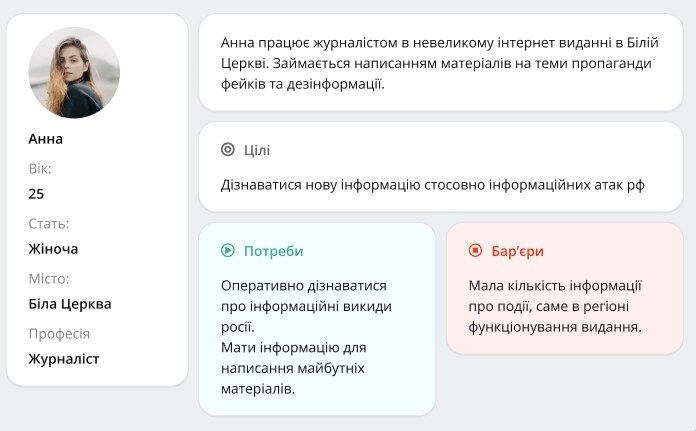 Анна
Вік:
25
Стать:
Жіноча
Місто:
Біла Церква
Професія
Журналіст
Анна працює журналістом в невеликому інтернет виданні в Білій
Церкві. Займається написанням матеріалів на теми пропаганди
фейків та дезінформації.
Цілі
Дізнаватися нову інформацію стосовно інформаційних атак рф
Потреби
Оперативно дізнаватися
про інформаційні викиди
росії.
Мати інформацію для
написання майбутніх
матеріалів.
Бар’єри
Мала кількість інформації
про події, саме в регіоні
функціонування видання.